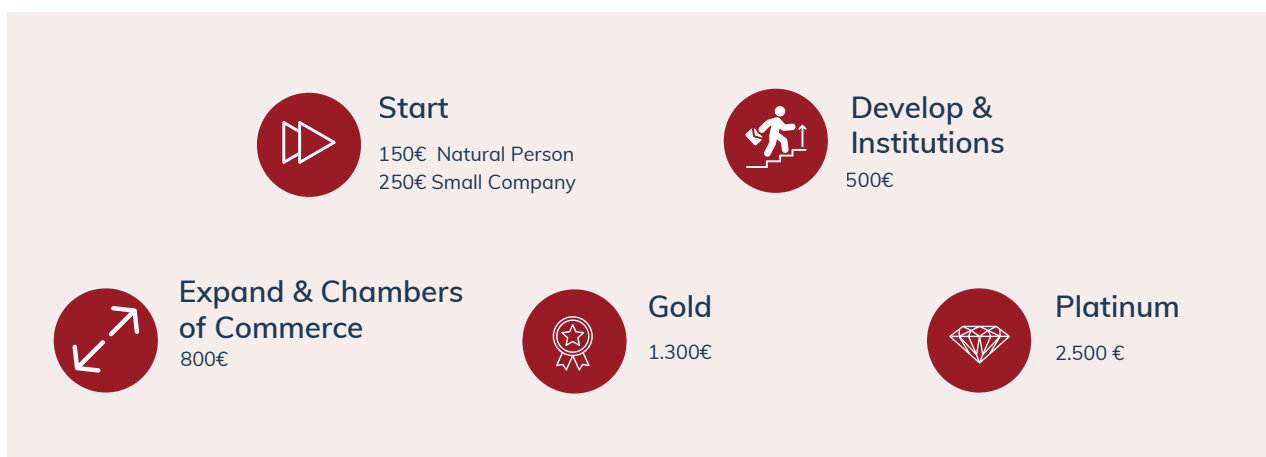 Start
150€  Natural Person
250€ Small Company
Develop &
Institutions
500€
Expand & Chambers
of Commerce
800€
Gold
1.300€
Platinum
2.500 €